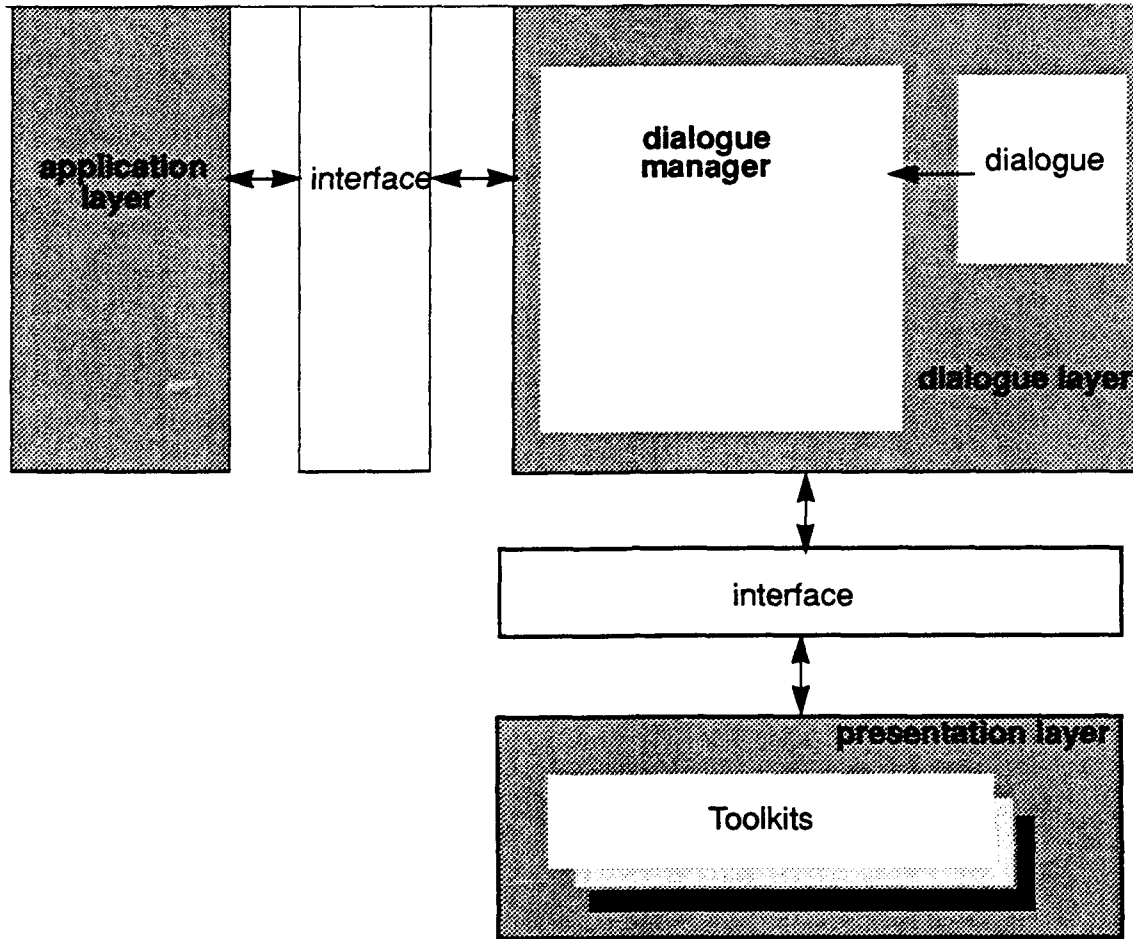 application
layer
interface
dialogue
manager
dialogue
dialogue layer
interface
presentation layer
Toolkits